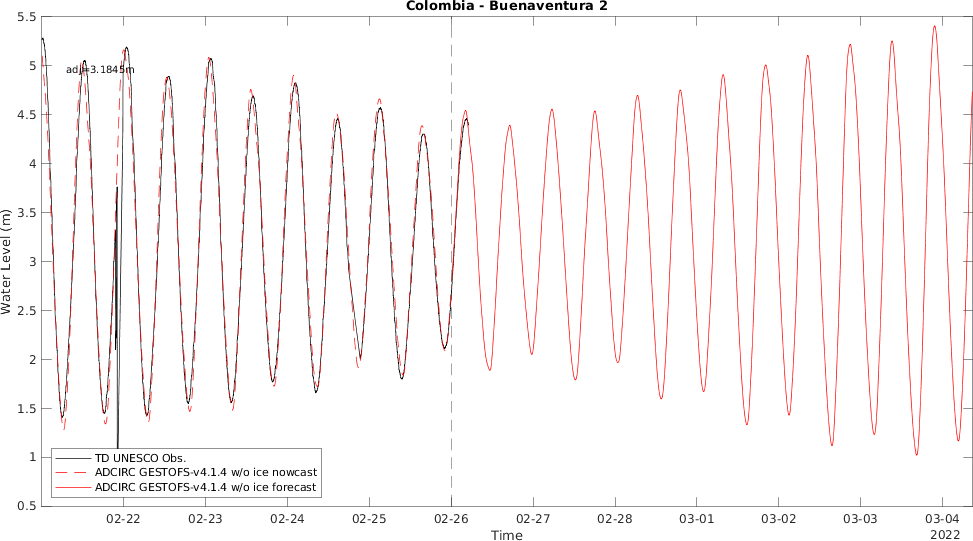 Colombia - Buenaventura 2
5.5
5
4.5
4
3.5
3
2.5
2
1.5
1
0.5
Water Level (m)
adj=3.1845m
TD UNESCO Obs.
ADCIRC GESTOFS-v4.1.4 w/o ice nowcast
ADCIRC GESTOFS-v4.1.4 w/o ice forecast
02-22 02-23 02-24 02-25 02-26 02-27 02-28 03-01 03-02 03-03 03-04
Time
2022